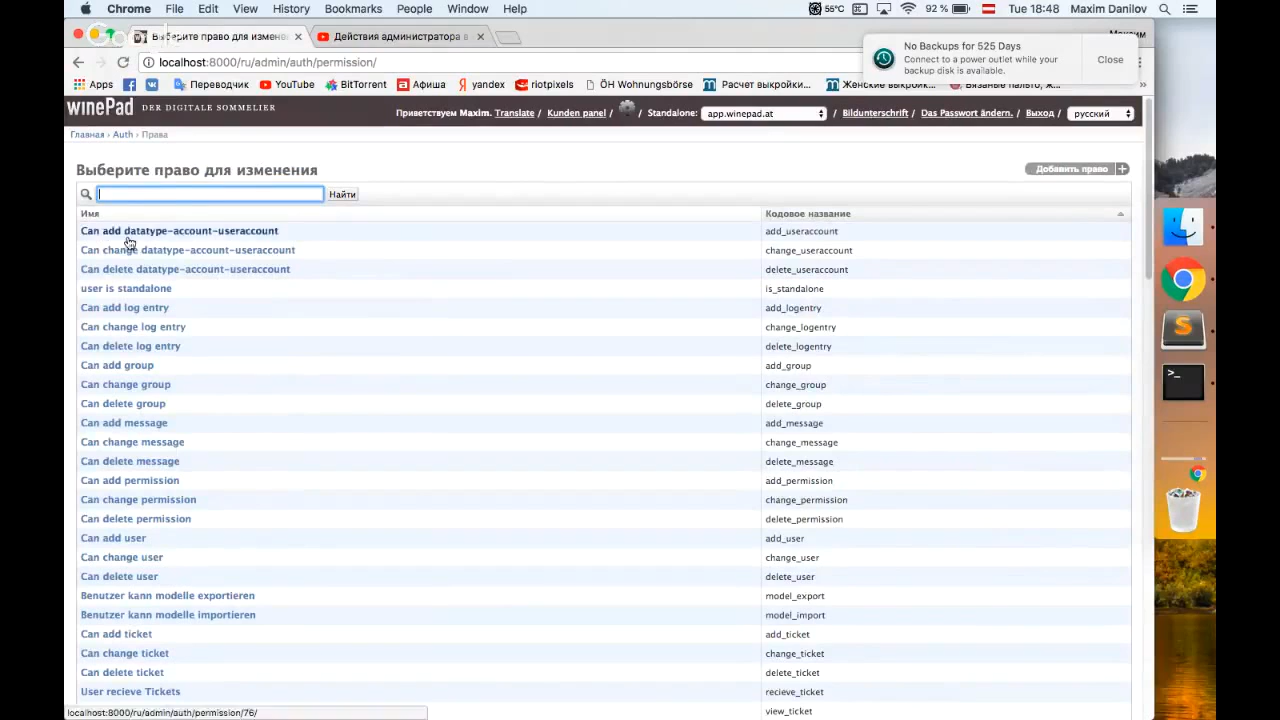 Chrome File Edit View History Bookmarks People Window Help 55°C 92 % Tue 18:48 Maxim Danilov
Выберите право для измене × Действия администратора в ×
localhost:8000/ru/admin/auth/permission/
No Backups for 525 Days
Connect to a power outlet while your
backup disk is available.
Close
Apps Переводчик YouTube BitTorrent Афиша yandex riotpixels ÖH Wohnungsbörse Расчет выкройки... Женские выкройк... »
winePad DER DIGITALE SOMMELIER
Приветствуем Maxim. Translate / Kunden panel / Standalone: app.winepad.at / Bildunterschrift / Das Passwort ändern. / Выход / русский
Главная › Auth › Права
Выберите право для изменения
Добавить право +
Найти
Имя Кодовое название
Can add datatype-account-useraccount add_useraccount
Can change datatype-account-useraccount change_useraccount
Can delete datatype-account-useraccount delete_useraccount
user is standalone is_standalone
Can add log entry add_logentry
Can change log entry change_logentry
Can delete log entry delete_logentry
Can add group add_group
Can change group change_group
Can delete group delete_group
Can add message add_message
Can change message change_message
Can delete message delete_message
Can add permission add_permission
Can change permission change_permission
Can delete permission delete_permission
Can add user add_user
Can change user change_user
Can delete user delete_user
Benutzer kann modelle exportieren model_export
Benutzer kann modelle importieren model_import
Can add ticket add_ticket
Can change ticket change_ticket
Can delete ticket delete_ticket
User recieve Tickets recieve_ticket
view_ticket
localhost:8000/ru/admin/auth/permission/76/